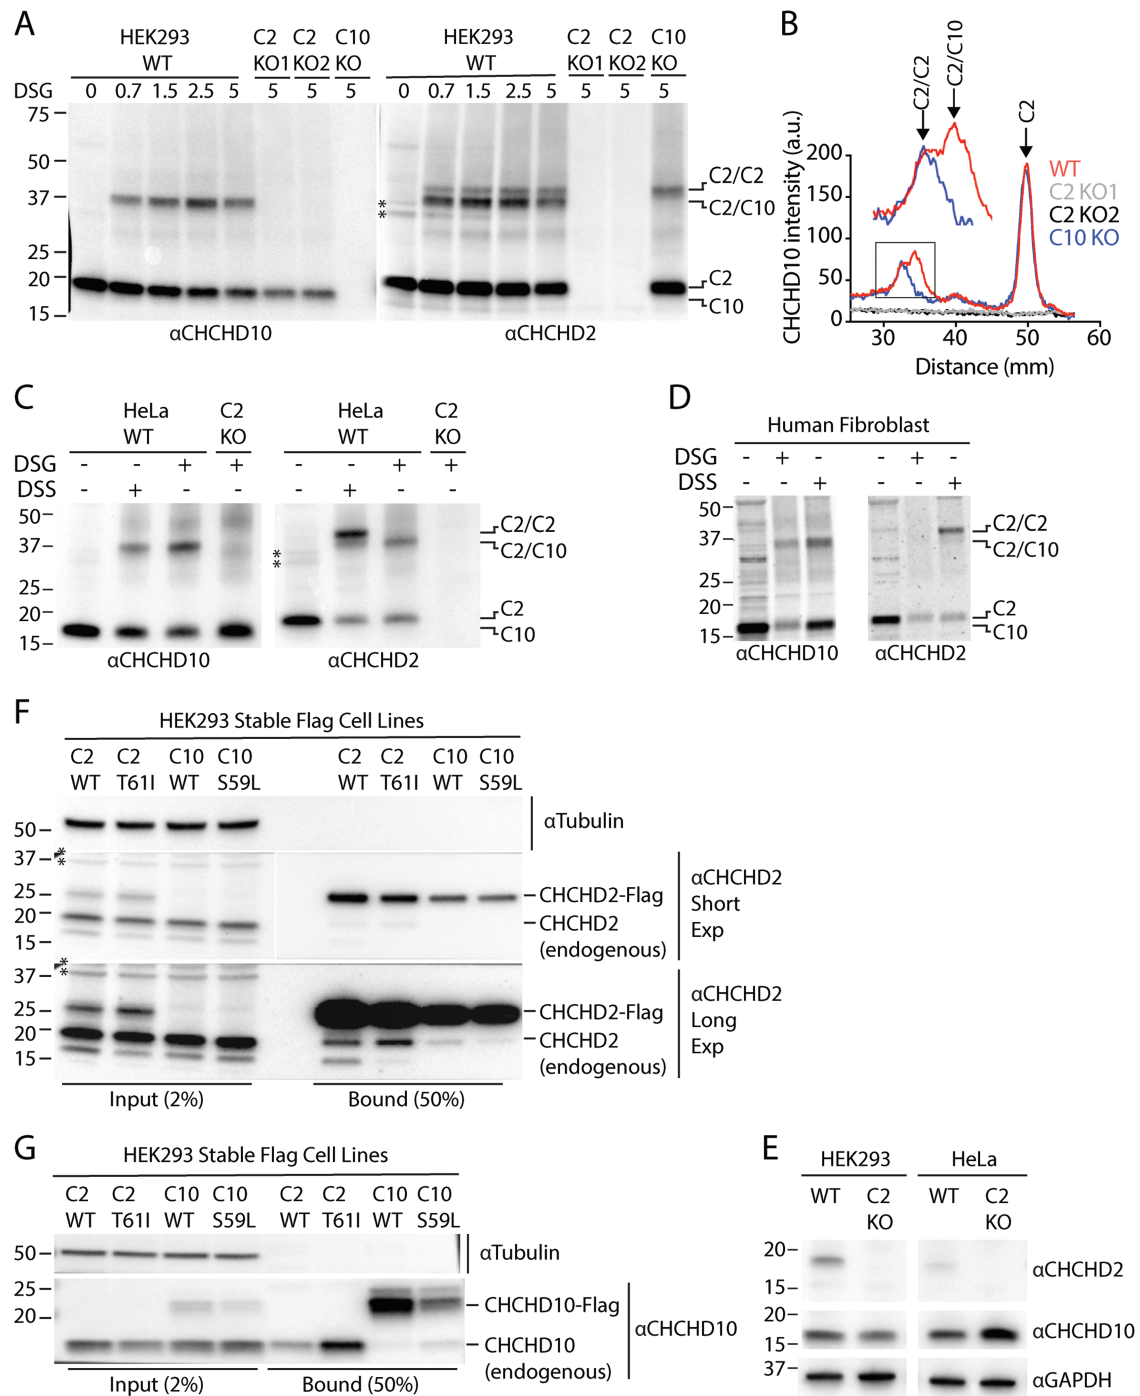 A
HEK293 C2 C2 C10
WT KO1 KO2 KO
DSG 0 0.7 1.5 2.5 5 5 5 5
HEK293 C2 C2 C10
WT KO1 KO2 KO
0 0.7 1.5 2.5 5 5 5 5
75
50
37
25
20
15
*
*
C2/C2
C2/C10
C2
C10
αCHCHD10
αCHCHD2
B
CHCHD10 intensity (a.u.)
200
150
100
50
0
30 40 50 60
Distance (mm)
C2/C2
C2/C10
C2
WT
C2 KO1
C2 KO2
C10 KO
C
HeLa C2
WT KO
HeLa C2
WT KO
DSG - - + + - - + +
DSS - + - - - + - -
50
37
25
20
15
*
*
C2/C2
C2/C10
C2
C10
αCHCHD10
αCHCHD2
D
Human Fibroblast
DSG - + - - + -
DSS - - + - - +
50
37
25
20
15
C2/C2
C2/C10
C2
C10
αCHCHD10
αCHCHD2
F
HEK293 Stable Flag Cell Lines
C2 C2 C10 C10 C2 C2 C10 C10
WT T61I WT S59L WT T61I WT S59L
50
αTubulin
37
*
*
25
20
15
CHCHD2-Flag
CHCHD2
(endogenous)
αCHCHD2
Short
Exp
*
*
37
25
20
15
CHCHD2-Flag
CHCHD2
(endogenous)
αCHCHD2
Long
Exp
Input (2%)
Bound (50%)
G
HEK293 Stable Flag Cell Lines
C2 C2 C10 C10 C2 C2 C10 C10
WT T61I WT S59L WT T61I WT S59L
50
αTubulin
25
20
CHCHD10-Flag
CHCHD10
(endogenous)
αCHCHD10
Input (2%)
Bound (50%)
E
HEK293 HeLa
WT C2 WT C2
KO KO
20
15
αCHCHD2
20
15
αCHCHD10
37
αGAPDH